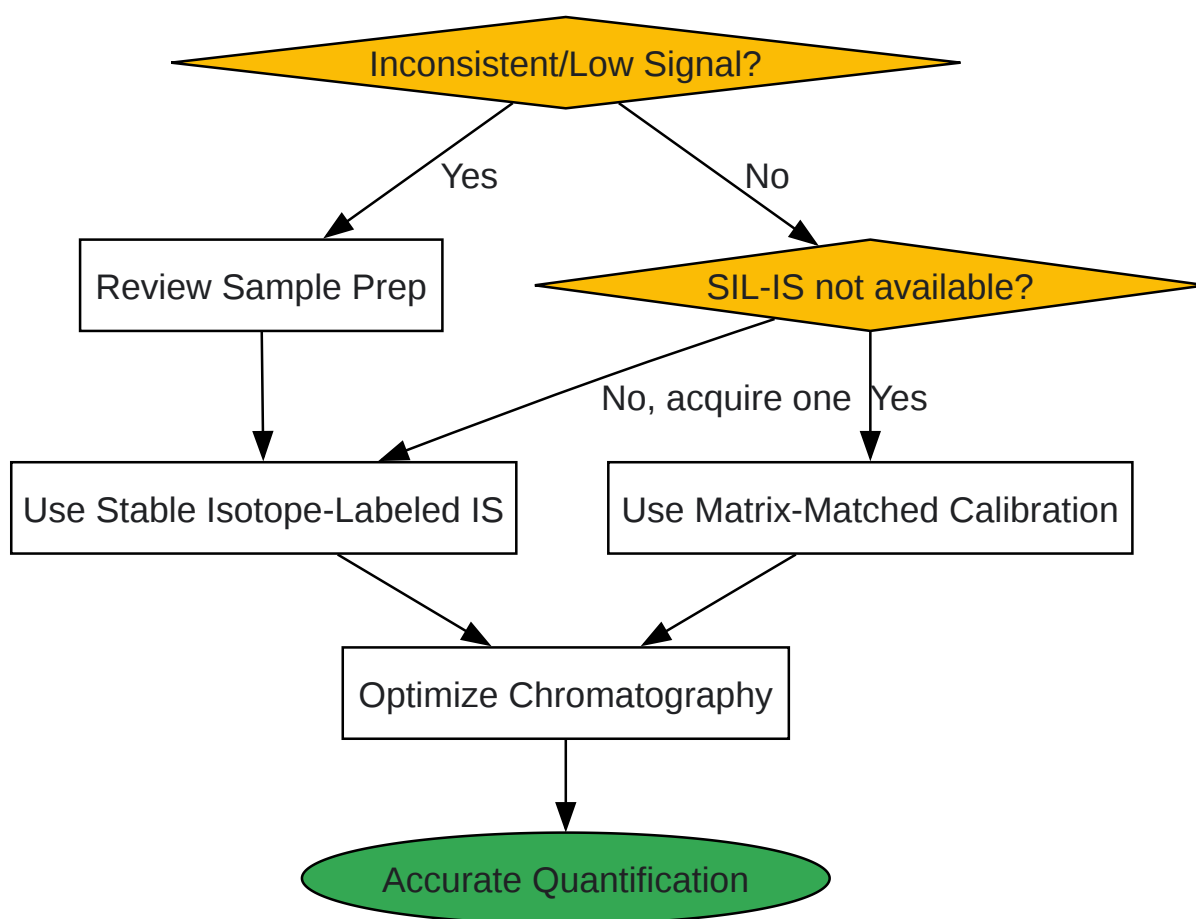 Inconsistent/Low Signal?
Yes
No
Review Sample Prep
SIL-IS not available?
No, acquire one
Yes
Use Stable Isotope-Labeled IS
Use Matrix-Matched Calibration
Optimize Chromatography
Accurate Quantification